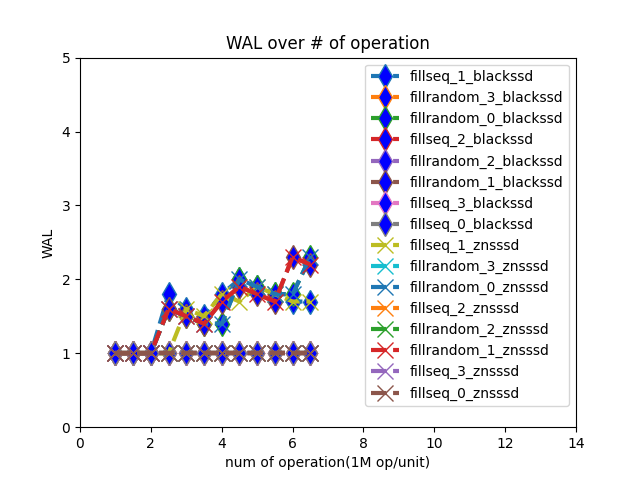 WAL over # of operation
5
4
3
2
1
0
WAL
0 2 4 6 8 10 12 14
num of operation(1M op/unit)
fillseq_1_blackssd
fillrandom_3_blackssd
fillrandom_0_blackssd
fillseq_2_blackssd
fillrandom_2_blackssd
fillrandom_1_blackssd
fillseq_3_blackssd
fillseq_0_blackssd
fillseq_1_znsssd
fillrandom_3_znsssd
fillrandom_0_znsssd
fillseq_2_znsssd
fillrandom_2_znsssd
fillrandom_1_znsssd
fillseq_3_znsssd
fillseq_0_znsssd